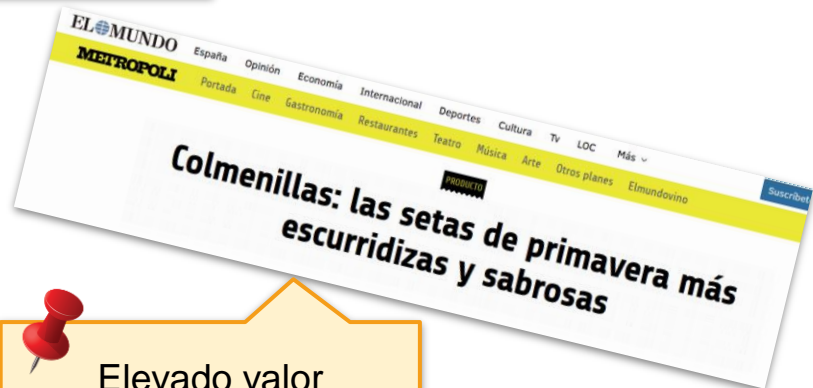 EL MUNDO
España Opinión Economía Internacional Deportes Cultura Tv LOC Más
METROPOLI
Portada Cine Gastronomía Restaurantes Teatro Música Arte Otros planes Elmundovino
Suscríbet
PRODUCTO
Colmenillas: las setas de primavera más
escurridizas y sabrosas
Elevado valor